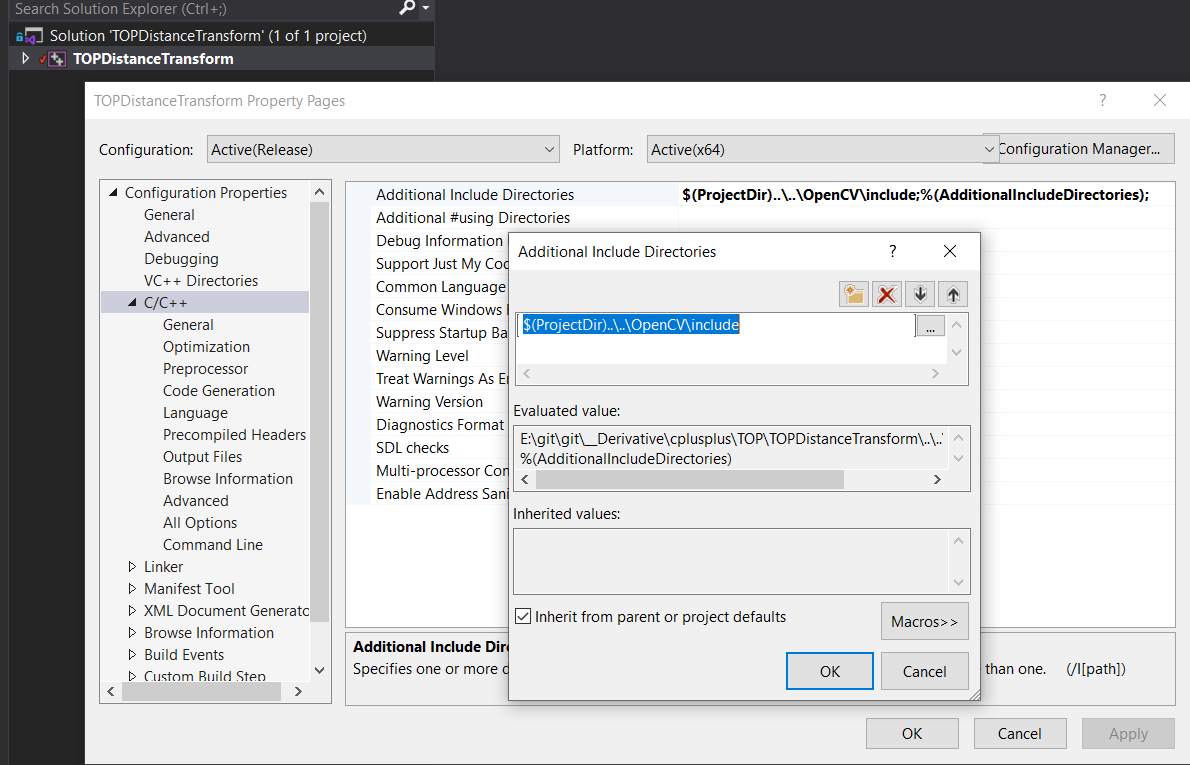 Search Solution Explorer (Ctrl+;)
Solution 'TOPDistanceTransform' (1 of 1 project)
TOPDistanceTransform
TOPDistanceTransform Property Pages
?
Configuration:
Active(Release)
Platform:
Active(x64)
Configuration Manager...
Configuration Properties
General
Advanced
Debugging
VC++ Directories
C/C++
General
Optimization
Preprocessor
Code Generation
Language
Precompiled Headers
Output Files
Browse Information
Advanced
All Options
Command Line
Linker
Manifest Tool
XML Document Generato
Browse Information
Build Events
Custom Build Step
Additional Include Directories
$(ProjectDir)..\..\OpenCV\include;%(AdditionalIncludeDirectories);
Additional #using Directories
Debug Information
Support Just My Coc
Common Language
Consume Windows
Suppress Startup Ba
Warning Level
Treat Warnings As Er
Warning Version
Diagnostics Format
SDL checks
Multi-processor Con
Enable Address Sani
Additional Include Dire
Specifies one or more d
than one. (/I[path])
Additional Include Directories
?
$(ProjectDir)..\..\OpenCV\include
...
Evaluated value:
E:\git\git\__Derivative\cplusplus\TOP\TOPDistanceTransform\..\..\
%(AdditionalIncludeDirectories)
Inherited values:
Inherit from parent or project defaults
Macros>>
OK
Cancel
OK
Cancel
Apply